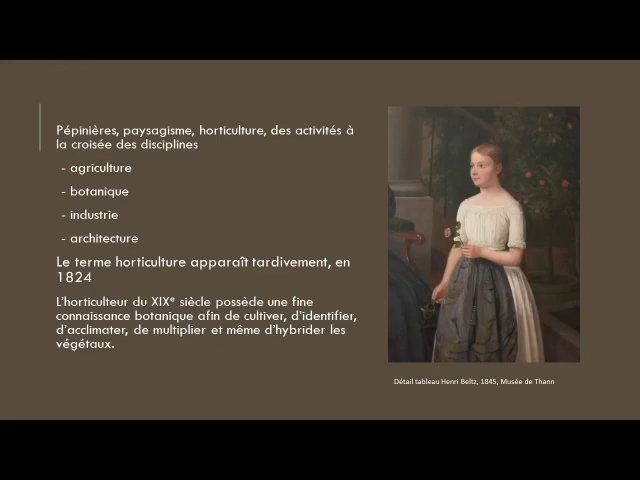 Pépinières, paysagisme, horticulture, des activités à
la croisée des disciplines
- agriculture
- botanique
- industrie
- architecture
Le terme horticulture apparaît tardivement, en
1824
L'horticulteur du XIXe siècle possède une fine
connaissance botanique afin de cultiver, d'identifier,
d'acclimater, de multiplier et même d'hybrider les
végétaux.
Détail tableau Henri Beltz, 1845, Musée de Thann